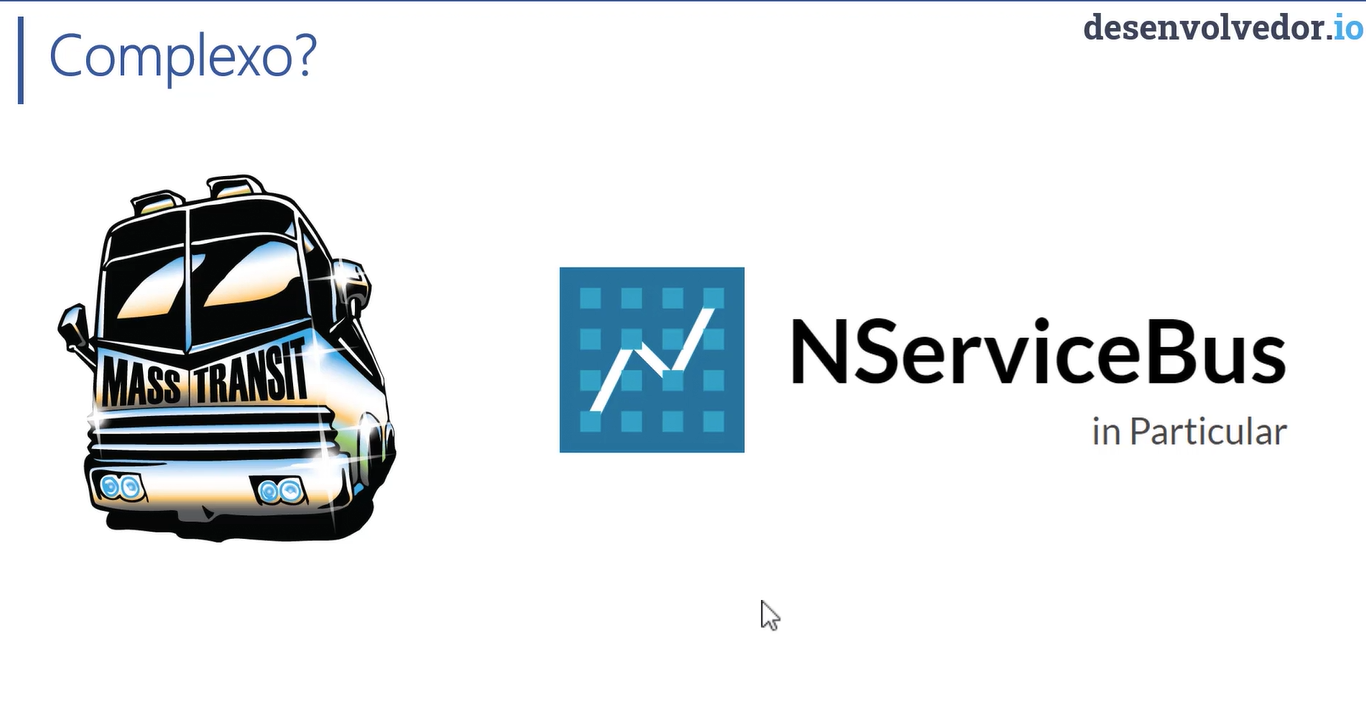 Complexo?
desenvolvedor.io
MASS TRANSIT
NServiceBus
in Particular